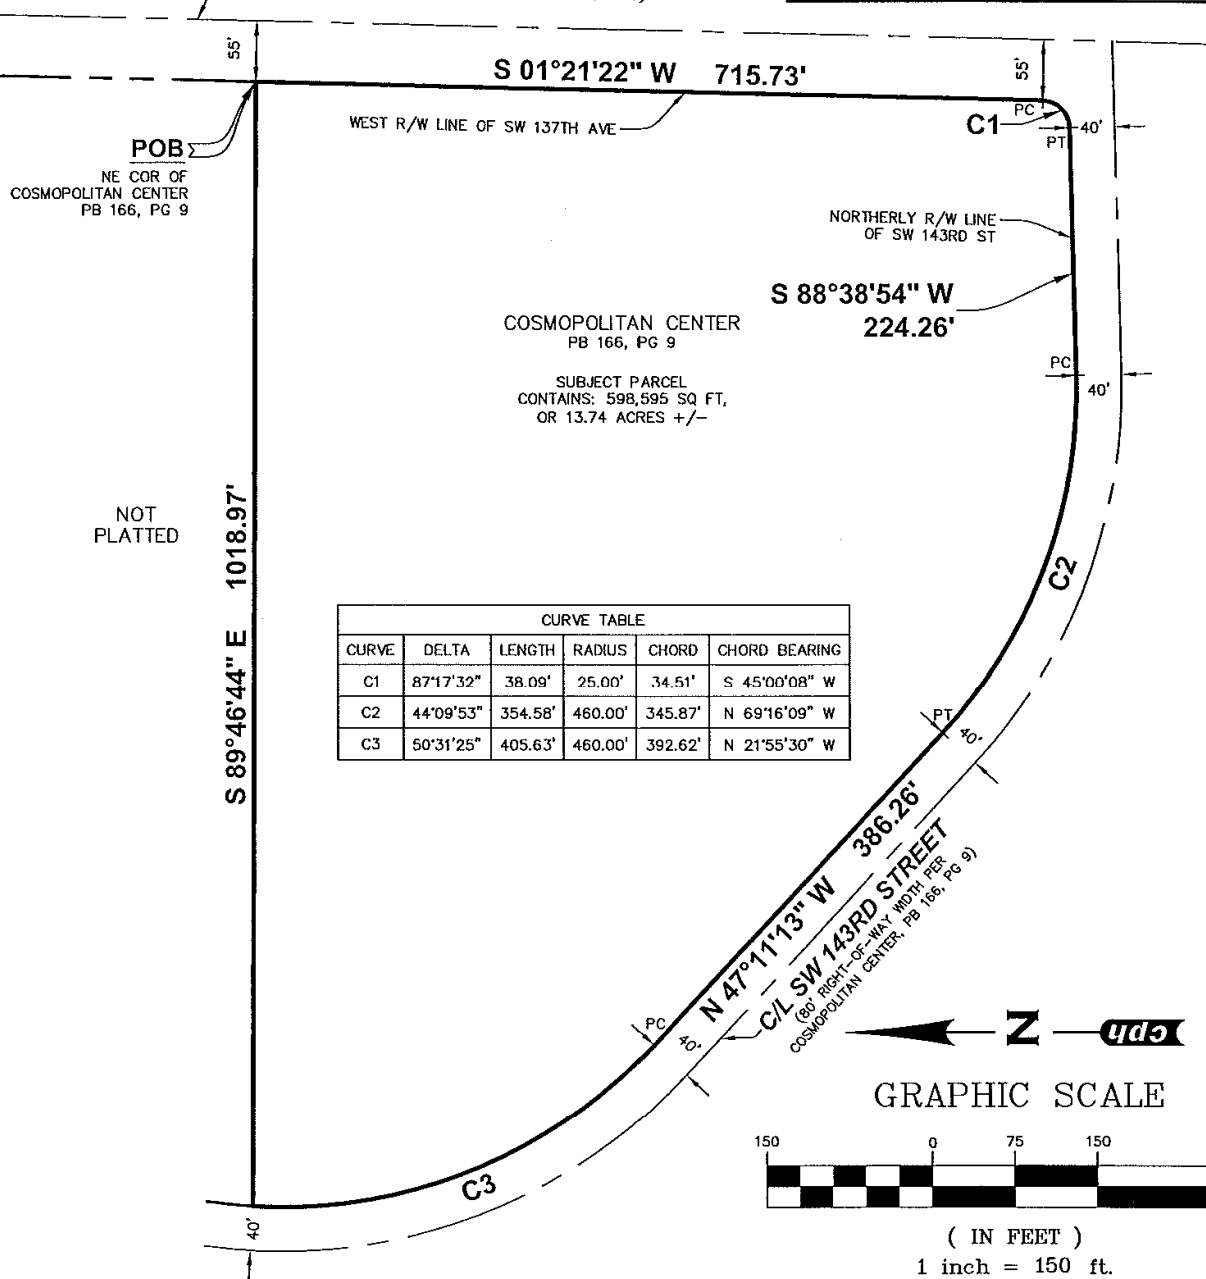 55'
S 01°21'22" W 715.73'
55'
WEST R/W LINE OF SW 137TH AVE
PC
C1
PT
40'
POB
NE COR OF
COSMOPOLITAN CENTER
PB 166, PG 9
NORTHERLY R/W LINE
OF SW 143RD ST
S 88°38'54" W
224.26'
COSMOPOLITAN CENTER
PB 166, PG 9
SUBJECT PARCEL
CONTAINS: 598,595 SQ FT,
OR 13.74 ACRES +/-
PC
40'
NOT
PLATTED
S 89°46'44" E 1018.97'
C2
CURVE TABLE
CURVE DELTA LENGTH RADIUS CHORD CHORD BEARING
C1 87°17'32" 38.09' 25.00' 34.51' S 45°00'08" W
C2 44°09'53" 354.58' 460.00' 345.87' N 69°16'09" W
C3 50°31'25" 405.63' 460.00' 392.62' N 21°55'30" W
PT
40'
N 47°11'13" W 386.26'
C/L SW 143RD STREET
(80' RIGHT-OF-WAY WIDTH PER
COSMOPOLITAN CENTER, PB 166, PG 9)
PC
40'
N
cph
GRAPHIC SCALE
150 0 75 150
C3
40'
( IN FEET )
1 inch = 150 ft.